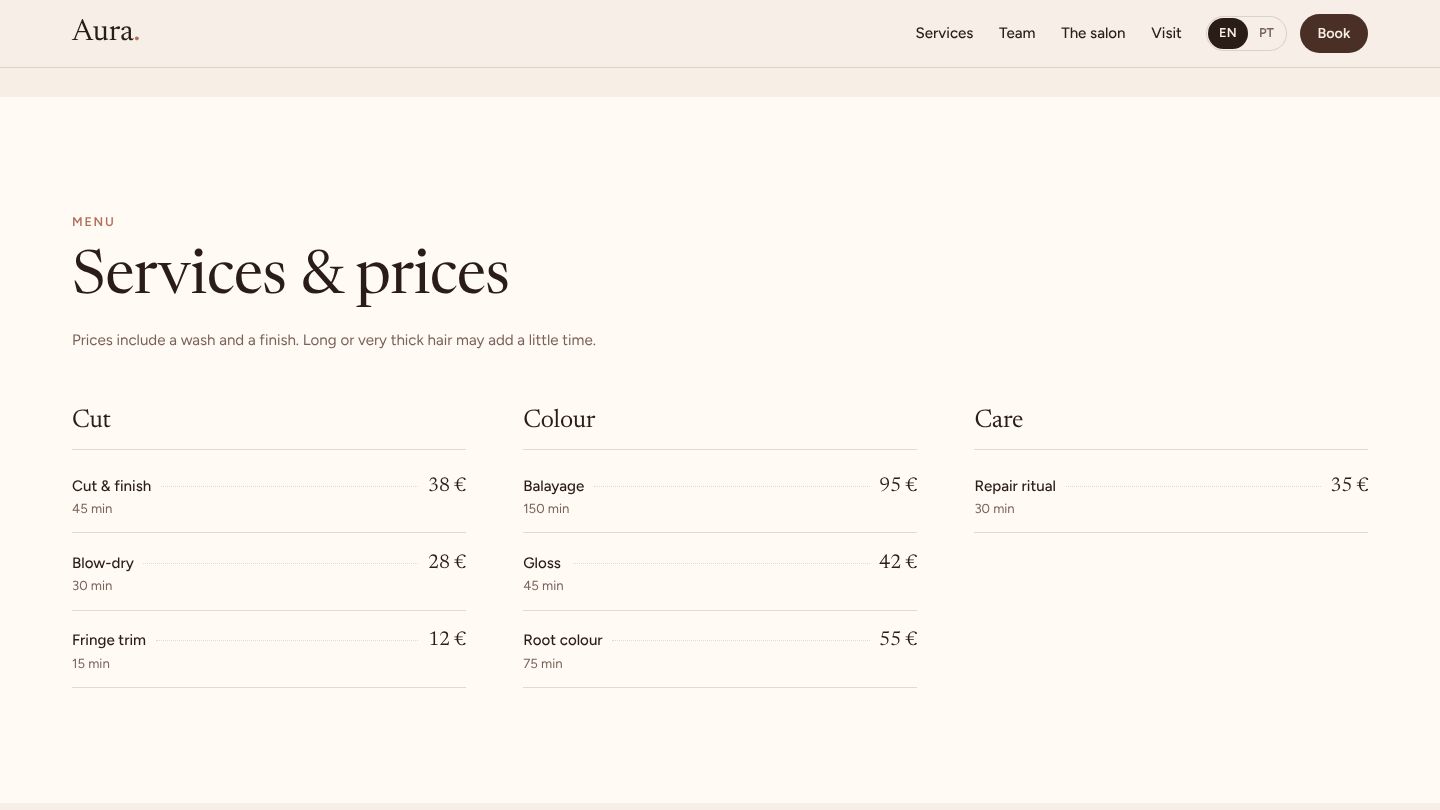 Aura.
Services
Team
The salon
Visit
EN
PT
Book
MENU
Services & prices
Prices include a wash and a finish. Long or very thick hair may add a little time.
Cut
Cut & finish 38 €
45 min
Blow-dry 28 €
30 min
Fringe trim 12 €
15 min
Colour
Balayage 95 €
150 min
Gloss 42 €
45 min
Root colour 55 €
75 min
Care
Repair ritual 35 €
30 min